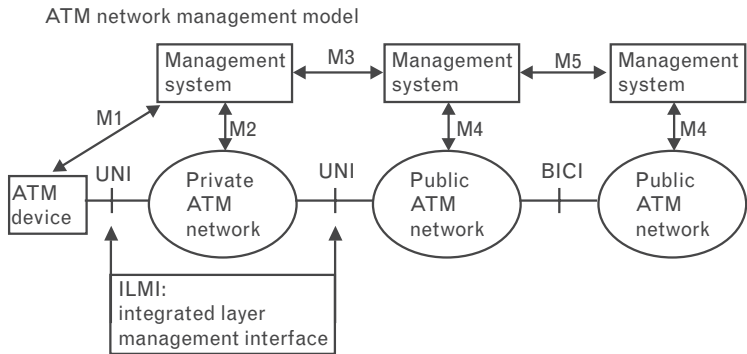 ATM network management model
Management
system
M3
Management
system
M5
Management
system
M1
M2
M4
M4
UNI
UNI
BICI
ATM
device
Private
ATM
network
Public
ATM
network
Public
ATM
network
ILMI:
integrated layer
management interface